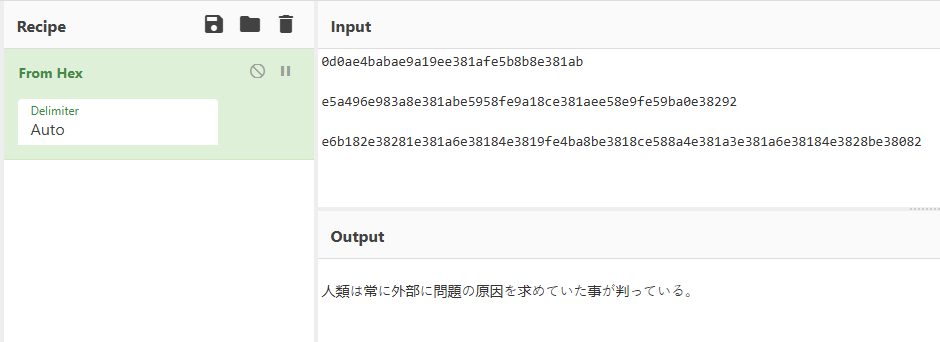 Recipe
Input
From Hex
Delimiter
Auto
0d0ae4babae9a19ee381afe5b8b8e381ab
e5a496e983a8e381abe5958fe9a18ce381aee58e9fe59ba0e38292
e6b182e38281e381a6e38184e3819fe4ba8be3818ce588a4e381a3e381a6e38184e3828be38082
Output
人類は常に外部に問題の原因を求めていた事が判っている。